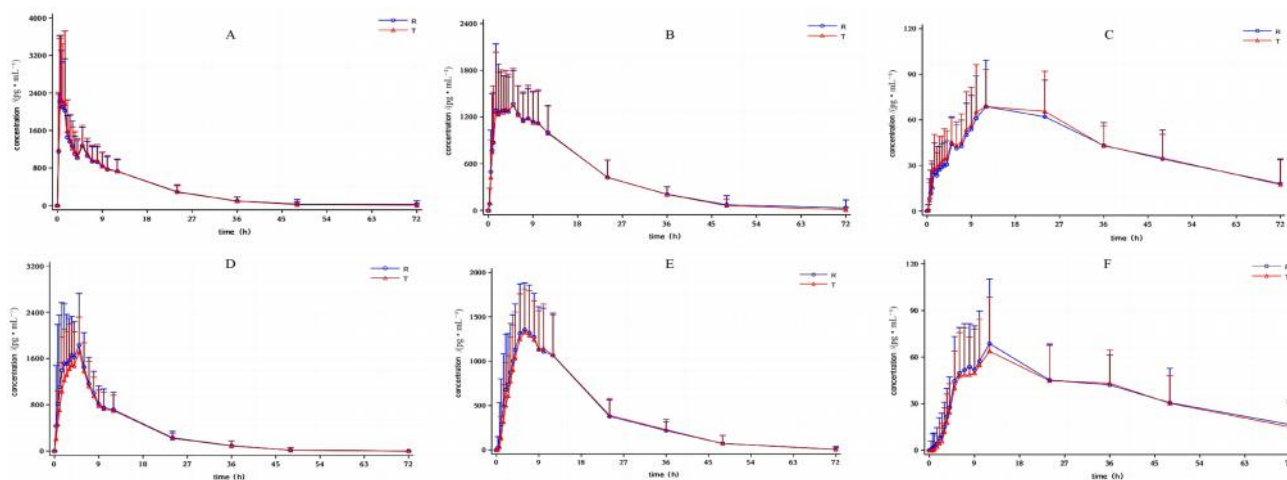 A
R
T
concentration /(pg • mL⁻¹)
4000
3200
2400
1600
800
0
0 9 18 27 36 45 54 63 72
time (h)
B
R
T
concentration /(pg • mL⁻¹)
2400
1800
1200
600
0
0 9 18 27 36 45 54 63 72
time (h)
C
R
T
concentration /(pg • mL⁻¹)
120
90
60
30
0
0 9 18 27 36 45 54 63 72
time (h)
D
R
T
concentration /(pg • mL⁻¹)
3200
2400
1600
800
0
0 9 18 27 36 45 54 63 72
time (h)
E
R
T
concentration /(pg • mL⁻¹)
2000
1500
1000
500
0
0 9 18 27 36 45 54 63 72
time (h)
F
R
T
concentration /(pg • mL⁻¹)
120
90
60
30
0
0 9 18 27 36 45 54 63 72
time (h)